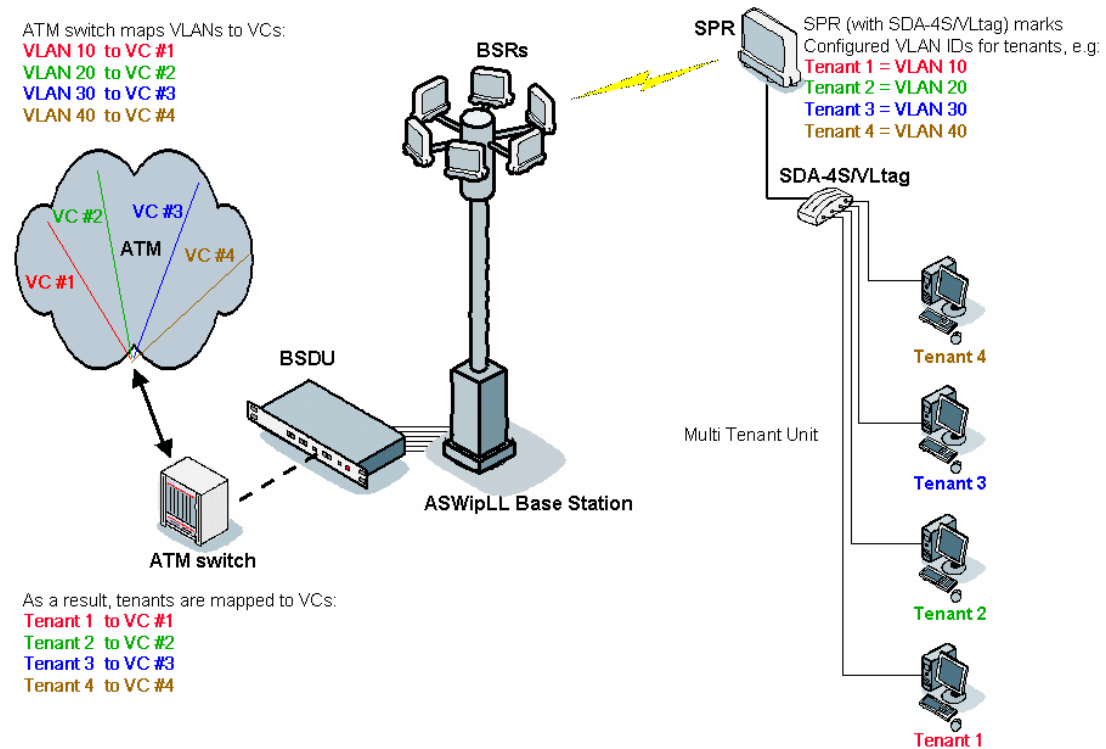 ATM switch maps VLANs to VCs:
VLAN 10 to VC #1
VLAN 20 to VC #2
VLAN 30 to VC #3
VLAN 40 to VC #4
BSRs
SPR
SPR (with SDA-4S/VLtag) marks
Configured VLAN IDs for tenants, e.g:
Tenant 1 = VLAN 10
Tenant 2 = VLAN 20
Tenant 3 = VLAN 30
Tenant 4 = VLAN 40
SDA-4S/VLtag
VC #2
VC #3
ATM
VC #4
VC #1
Tenant 4
BSDU
Multi Tenant Unit
Tenant 3
ASWipLL Base Station
ATM switch
Tenant 2
As a result, tenants are mapped to VCs:
Tenant 1 to VC #1
Tenant 2 to VC #2
Tenant 3 to VC #3
Tenant 4 to VC #4
Tenant 1